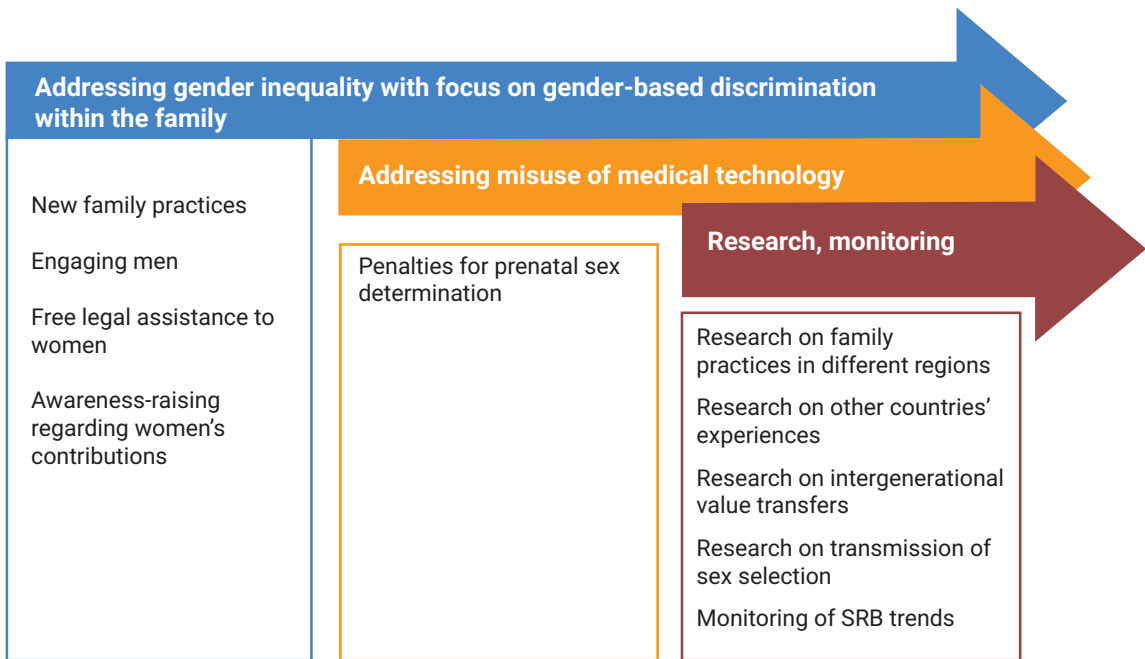 Addressing gender inequality with focus on gender-based discrimination
within the family
New family practices
Engaging men
Free legal assistance to
women
Awareness-raising
regarding women's
contributions
Addressing misuse of medical technology
Penalties for prenatal sex
determination
Research, monitoring
Research on family
practices in different regions
Research on other countries'
experiences
Research on intergenerational
value transfers
Research on transmission of
sex selection
Monitoring of SRB trends